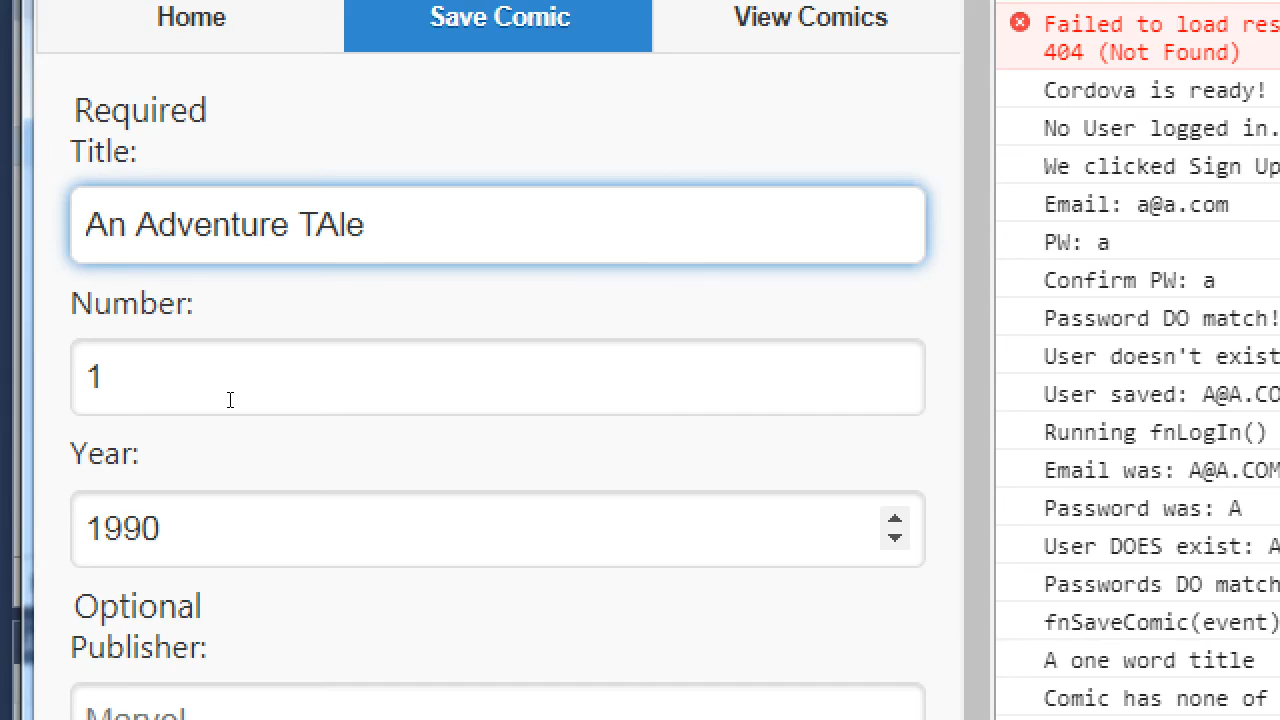 Home
Save Comic
View Comics
Required
Title:
An Adventure TAle
Number:
1
Year:
1990
Optional
Publisher:
Marvel
Failed to load res
404 (Not Found)
Cordova is ready!
No User logged in.
We clicked Sign Up
Email: a@a.com
PW: a
Confirm PW: a
Password DO match!
User doesn't exist
User saved: A@A.CO
Running fnLogIn()
Email was: A@A.COM
Password was: A
User DOES exist: A
Passwords DO match
fnSaveComic(event)
A one word title
Comic has none of